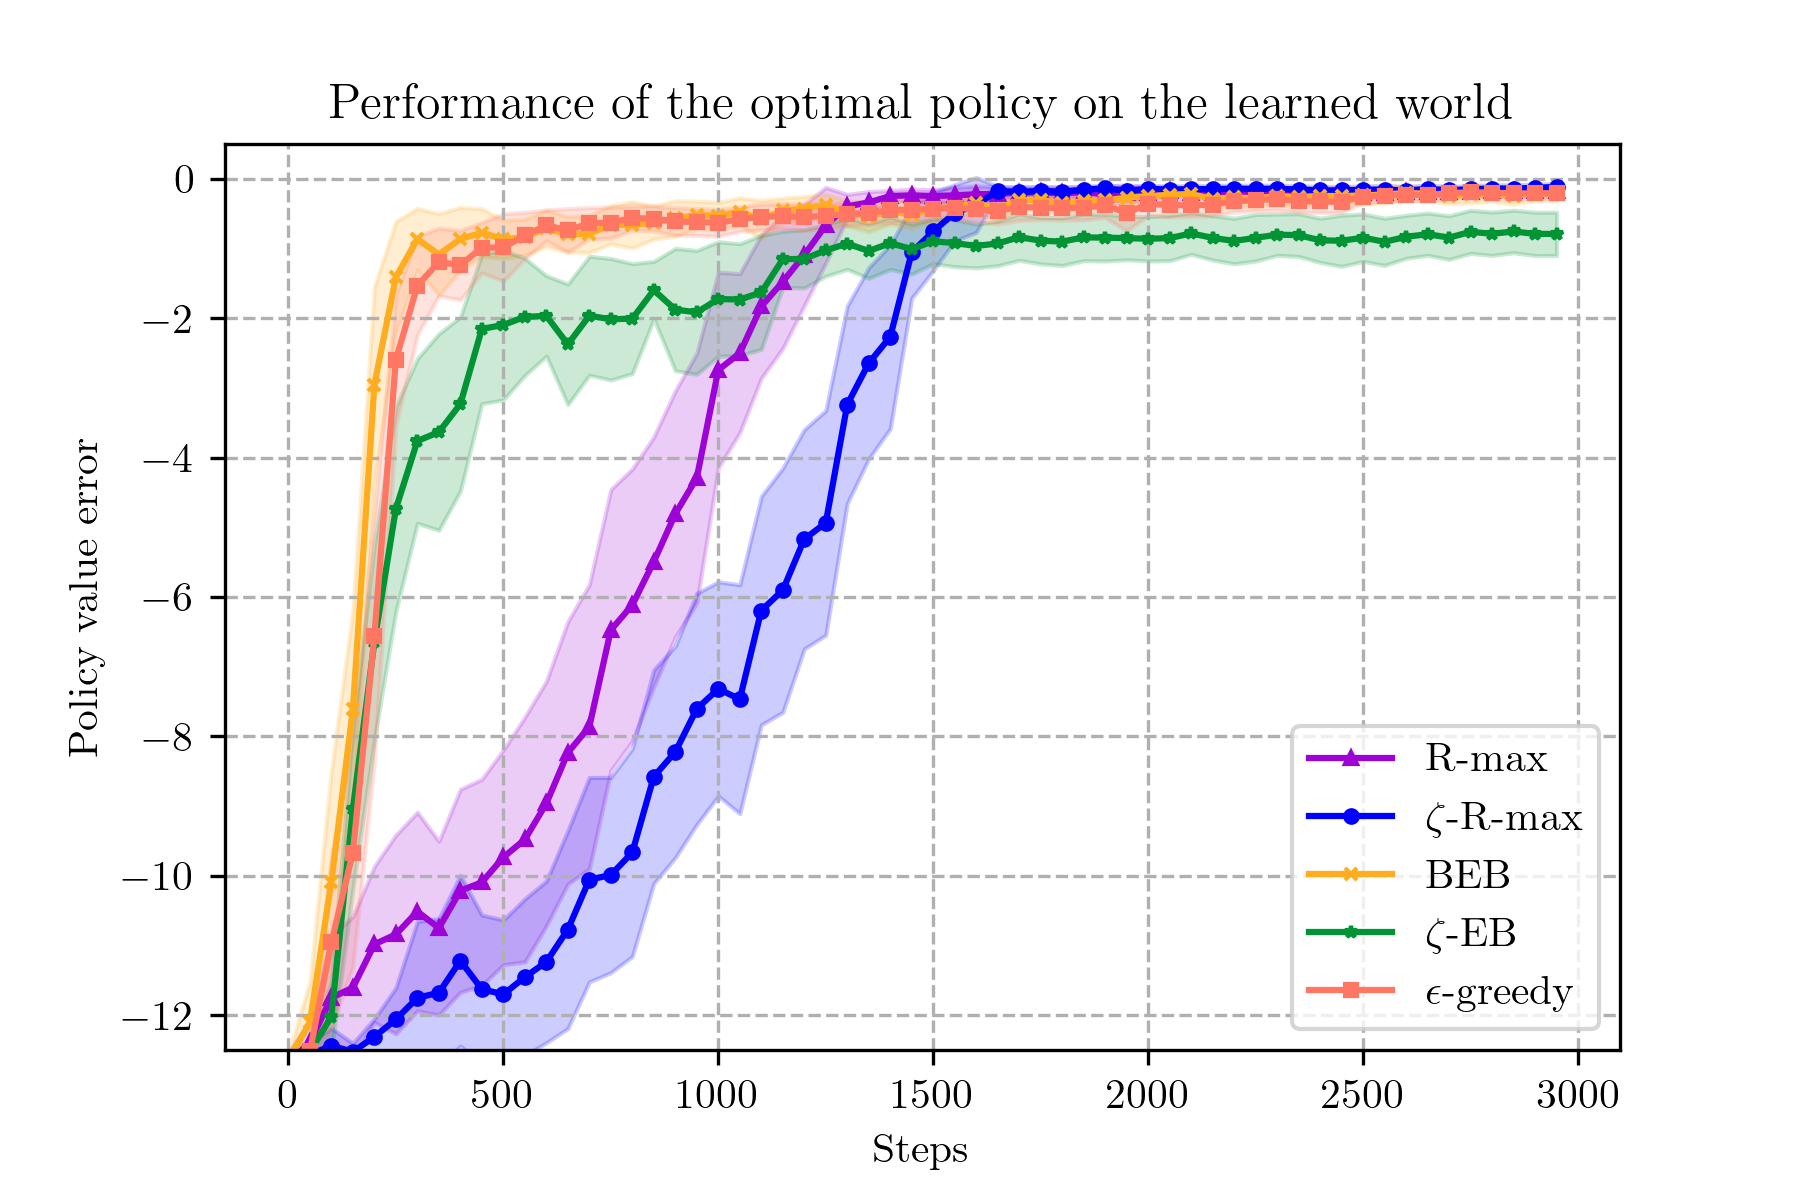 Performance of the optimal policy on the learned world
0
−2
−4
−6
−8
−10
−12
Policy value error
0 500 1000 1500 2000 2500 3000
Steps
R-max
ζ-R-max
BEB
ζ-EB
ϵ-greedy